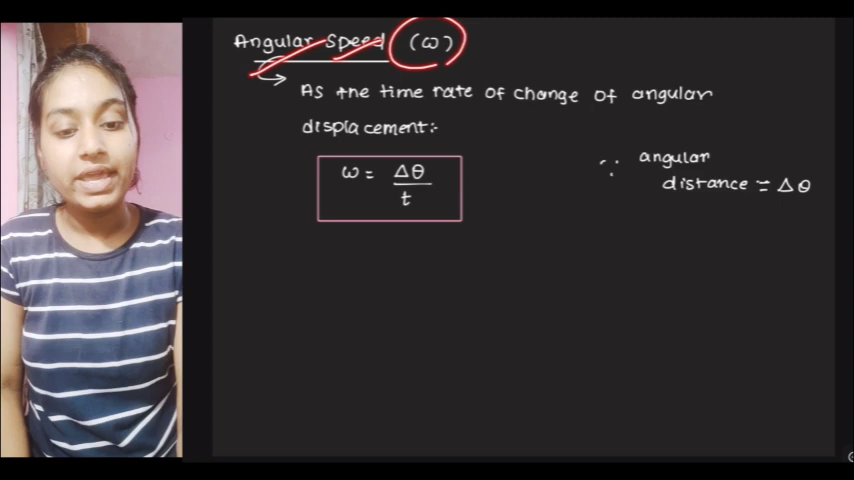 Angular Speed (ω)
As the time rate of change of angular
displacement:-
ω = Δθ
t
∵ angular
distance = Δθ